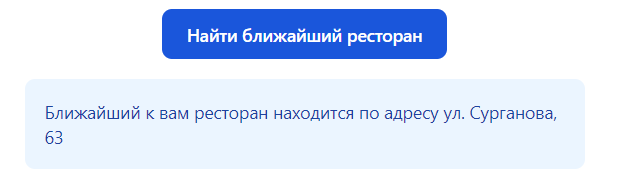 Найти ближайший ресторан
Ближайший к вам ресторан находится по адресу ул. Сурганова,
63